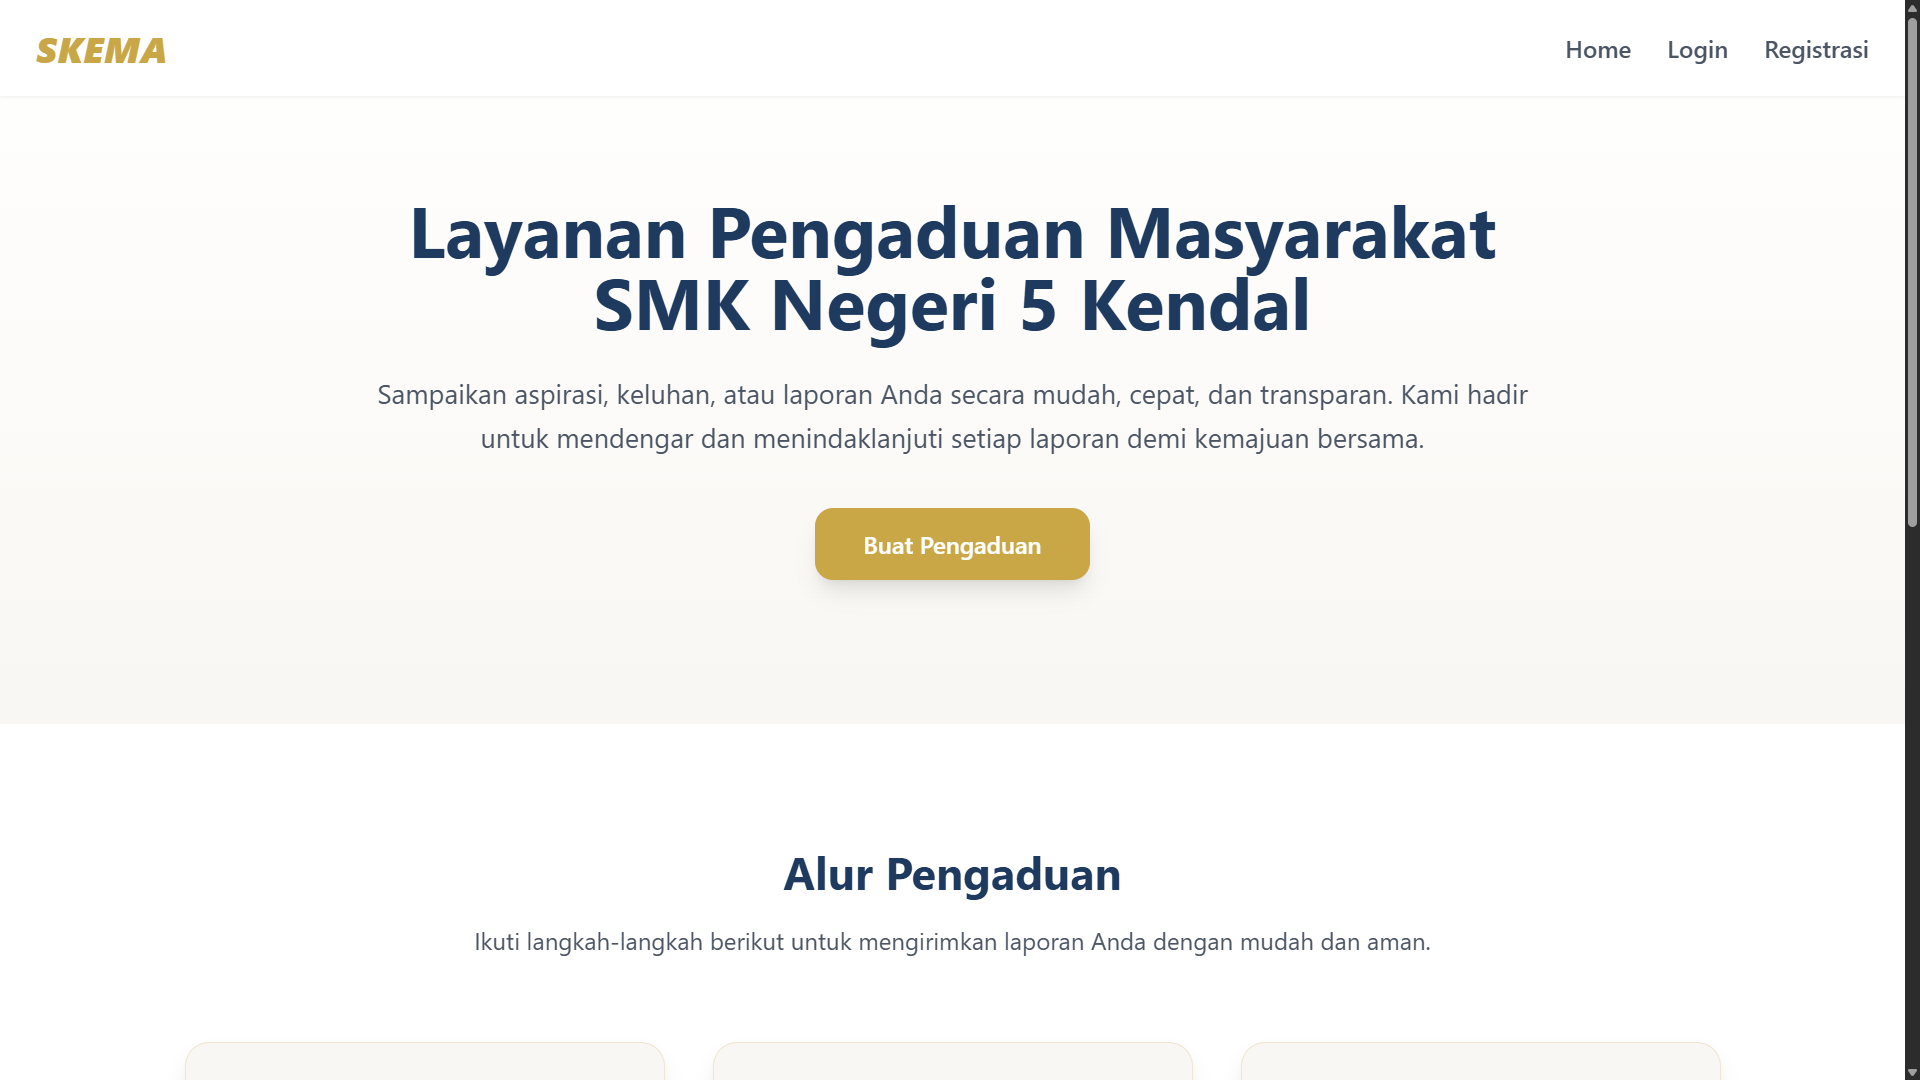 SKEMA
Home
Login
Registrasi
Layanan Pengaduan Masyarakat
SMK Negeri 5 Kendal
Sampaikan aspirasi, keluhan, atau laporan Anda secara mudah, cepat, dan transparan. Kami hadir
untuk mendengar dan menindaklanjuti setiap laporan demi kemajuan bersama.
Buat Pengaduan
Alur Pengaduan
Ikuti langkah-langkah berikut untuk mengirimkan laporan Anda dengan mudah dan aman.